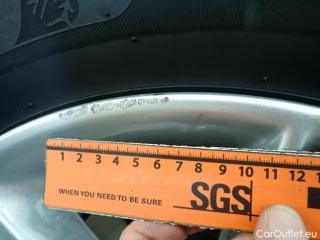 1 2 3 4 5 6 7 8 9 10 11 12 1
WHEN YOU NEED TO BE SURE
SGS
CarOutlet.eu